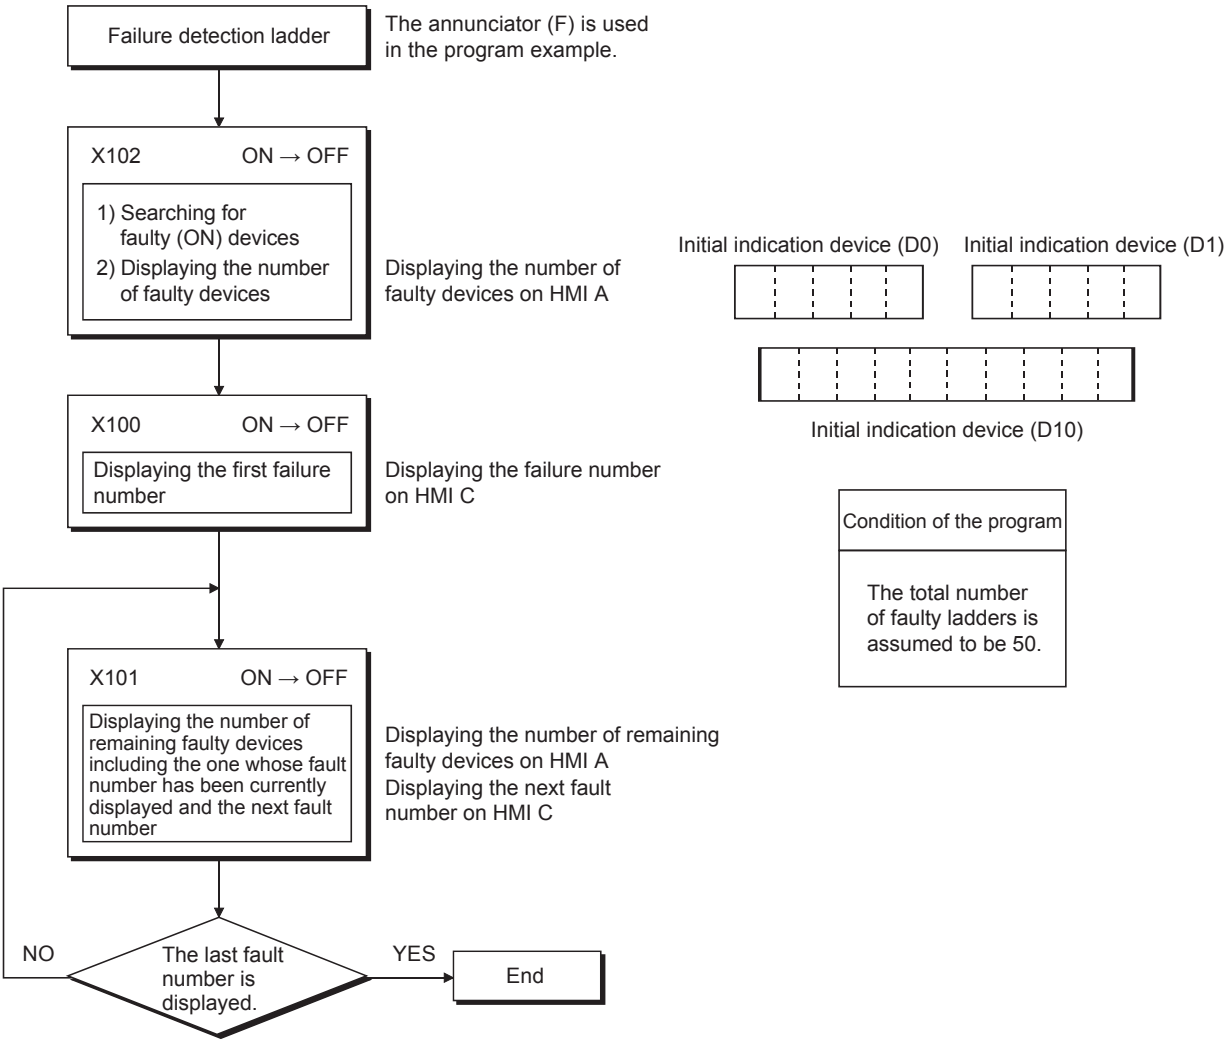 Failure detection ladder
The annunciator (F) is used
in the program example.
X102 ON → OFF
1) Searching for
faulty (ON) devices
2) Displaying the number
of faulty devices
Displaying the number of
faulty devices on HMI A
Initial indication device (D0)
Initial indication device (D1)
Initial indication device (D10)
X100 ON → OFF
Displaying the first failure
number
Displaying the failure number
on HMI C
Condition of the program
The total number
of faulty ladders is
assumed to be 50.
X101 ON → OFF
Displaying the number of
remaining faulty devices
including the one whose fault
number has been currently
displayed and the next fault
number
Displaying the number of remaining
faulty devices on HMI A
Displaying the next fault
number on HMI C
NO
The last fault
number is
displayed.
YES
End